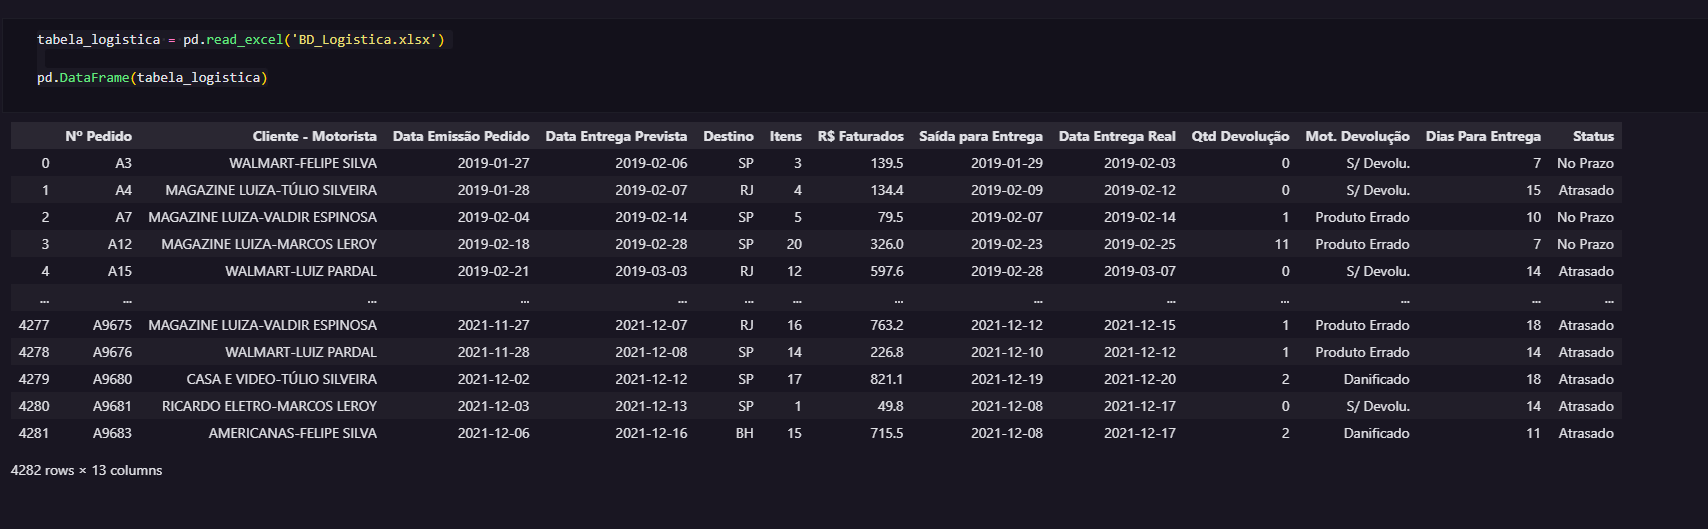 tabela_logistica = pd.read_excel('BD_Logistica.xlsx')
pd.DataFrame(tabela_logistica)
Nº Pedido Cliente - Motorista Data Emissão Pedido Data Entrega Prevista Destino Itens R$ Faturados Saída para Entrega Data Entrega Real Qtd Devolução Mot. Devolução Dias Para Entrega Status
0 A3 WALMART-FELIPE SILVA 2019-01-27 2019-02-06 SP 3 139.5 2019-01-29 2019-02-03 0 S/ Devolu. 7 No Prazo
1 A4 MAGAZINE LUIZA-TÚLIO SILVEIRA 2019-01-28 2019-02-07 RJ 4 134.4 2019-02-09 2019-02-12 0 S/ Devolu. 15 Atrasado
2 A7 MAGAZINE LUIZA-VALDIR ESPINOSA 2019-02-04 2019-02-14 SP 5 79.5 2019-02-07 2019-02-14 1 Produto Errado 10 No Prazo
3 A12 MAGAZINE LUIZA-MARCOS LEROY 2019-02-18 2019-02-28 SP 20 326.0 2019-02-23 2019-02-25 11 Produto Errado 7 No Prazo
4 A15 WALMART-LUIZ PARDAL 2019-02-21 2019-03-03 RJ 12 597.6 2019-02-28 2019-03-07 0 S/ Devolu. 14 Atrasado
... ... ... ... ... ... ... ... ... ... ... ... ... ...
4277 A9675 MAGAZINE LUIZA-VALDIR ESPINOSA 2021-11-27 2021-12-07 RJ 16 763.2 2021-12-12 2021-12-15 1 Produto Errado 18 Atrasado
4278 A9676 WALMART-LUIZ PARDAL 2021-11-28 2021-12-08 SP 14 226.8 2021-12-10 2021-12-12 1 Produto Errado 14 Atrasado
4279 A9680 CASA E VIDEO-TÚLIO SILVEIRA 2021-12-02 2021-12-12 SP 17 821.1 2021-12-19 2021-12-20 2 Danificado 18 Atrasado
4280 A9681 RICARDO ELETRO-MARCOS LEROY 2021-12-03 2021-12-13 SP 1 49.8 2021-12-08 2021-12-17 0 S/ Devolu. 14 Atrasado
4281 A9683 AMERICANAS-FELIPE SILVA 2021-12-06 2021-12-16 BH 15 715.5 2021-12-08 2021-12-17 2 Danificado 11 Atrasado
4282 rows × 13 columns